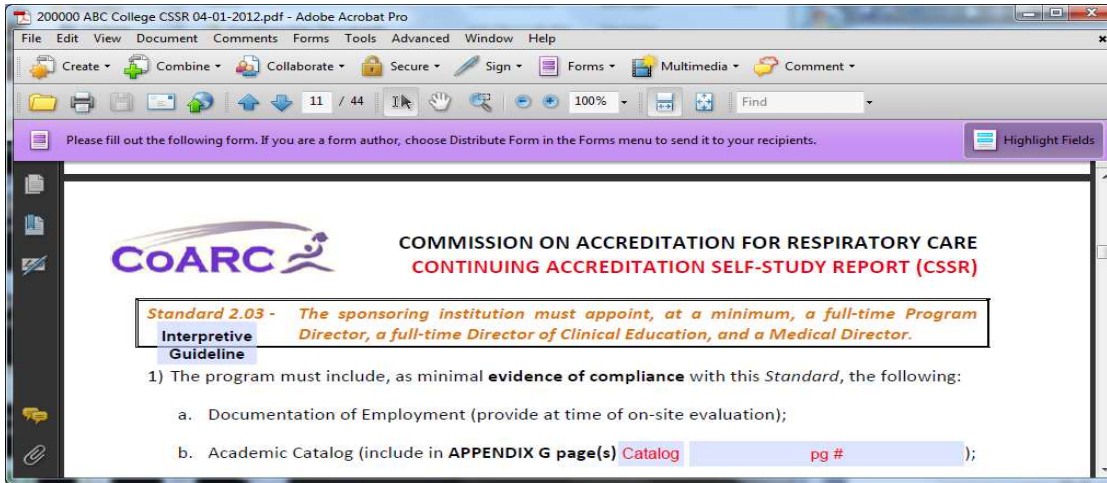 200000 ABC College CSSR 04-01-2012.pdf - Adobe Acrobat Pro
File Edit View Document Comments Forms Tools Advanced Window Help
Create Combine Collaborate Secure Sign Forms Multimedia Comment
11 / 44 100% Find
Please fill out the following form. If you are a form author, choose Distribute Form in the Forms menu to send it to your recipients. Highlight Fields
CoARC
COMMISSION ON ACCREDITATION FOR RESPIRATORY CARE
CONTINUING ACCREDITATION SELF-STUDY REPORT (CSSR)
Standard 2.03 - The sponsoring institution must appoint, at a minimum, a full-time Program
Interpretive Director, a full-time Director of Clinical Education, and a Medical Director.
Guideline
1) The program must include, as minimal evidence of compliance with this Standard, the following:
a. Documentation of Employment (provide at time of on-site evaluation);
b. Academic Catalog (include in APPENDIX G page(s) Catalog pg # );